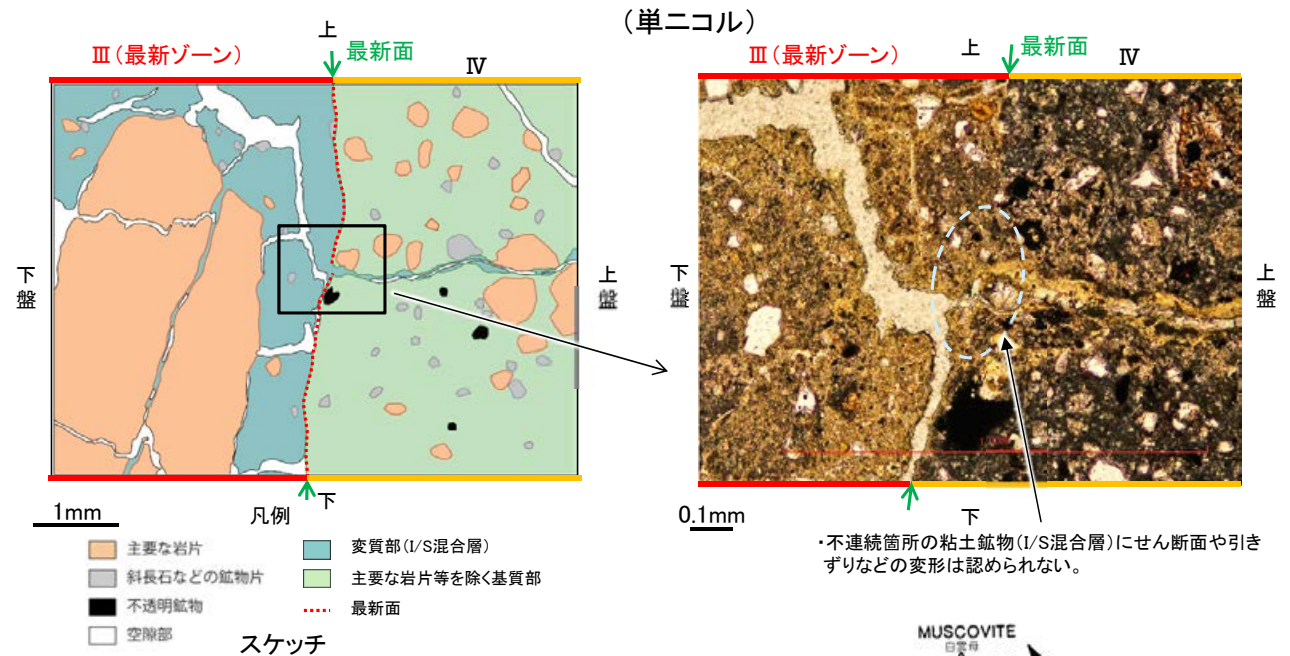 (単ニコル)
Ⅲ(最新ゾーン)
上
最新面
Ⅳ
下盤
上盤
下
1mm
凡例
主要な岩片
斜長石などの鉱物片
不透明鉱物
空隙部
変質部(I/S混合層)
主要な岩片等を除く基質部
最新面
スケッチ
Ⅲ(最新ゾーン)
上
最新面
Ⅳ
下盤
上盤
下
0.1mm
・不連続箇所の粘土鉱物(I/S混合層)にせん断面や引き
ずりなどの変形は認められない。
MUSCOVITE
白雲母